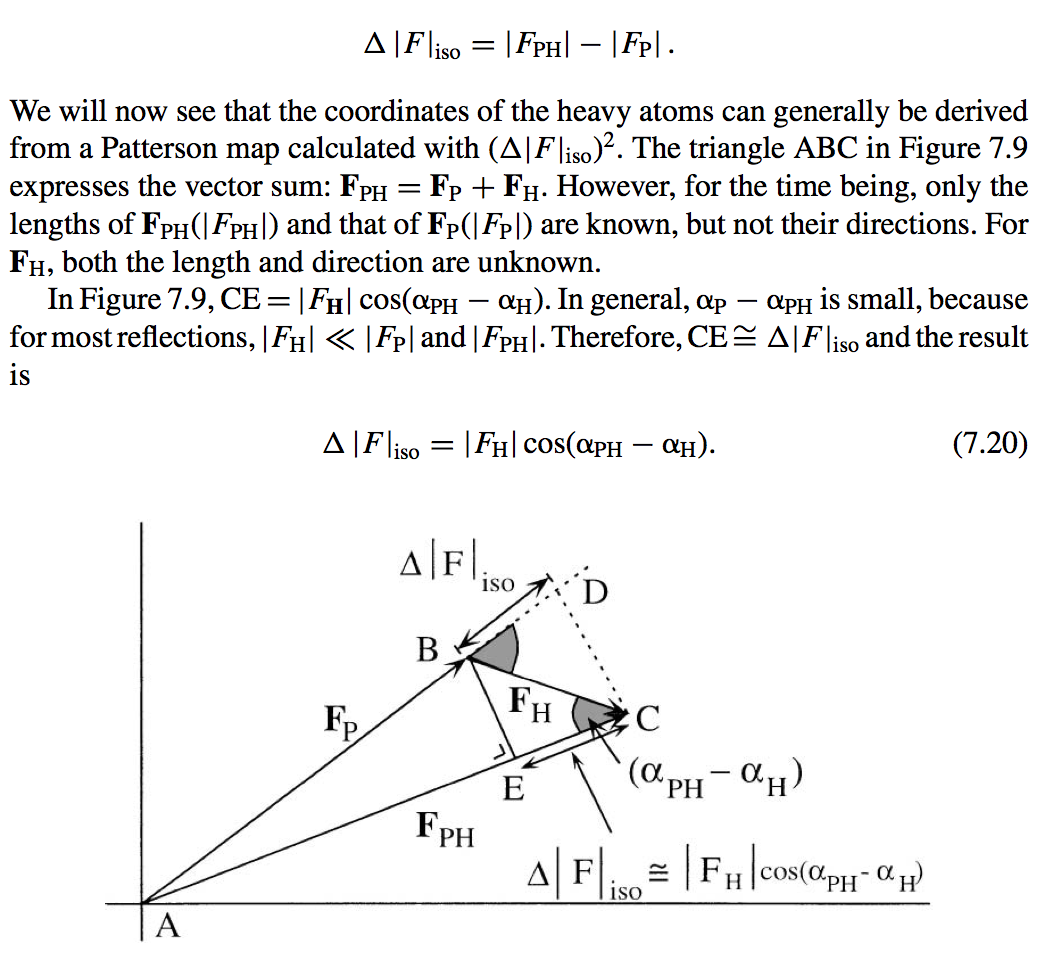 Δ |F|iso = |FPH| − |FP| .
We will now see that the coordinates of the heavy atoms can generally be derived
from a Patterson map calculated with (Δ|F|iso)². The triangle ABC in Figure 7.9
expresses the vector sum: FPH = FP + FH. However, for the time being, only the
lengths of FPH(|FPH|) and that of FP(|FP|) are known, but not their directions. For
FH, both the length and direction are unknown.
In Figure 7.9, CE = |FH| cos(αPH − αH). In general, αP − αPH is small, because
for most reflections, |FH| ≪ |FP| and |FPH|. Therefore, CE ≅ Δ|F|iso and the result
is
Δ |F|iso = |FH| cos(αPH − αH). (7.20)
Δ|F|iso
D
B
FH
FP
C
(αPH − αH)
E
FPH
Δ|F|iso ≅ |FH|cos(αPH - αH)
A